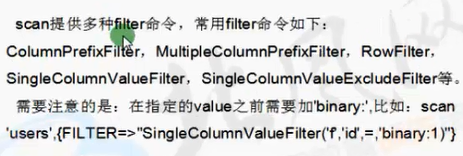 scan提供多种filter命令，常用filter命令如下：
ColumnPrefixFilter，MultipleColumnPrefixFilter，RowFilter，
SingleColumnValueFilter，SingleColumnValueExcludeFilter等。
需要注意的是：在指定的value之前需要加'binary:',比如：scan
'users',{FILTER=>"SingleColumnValueFilter('f','id',=,'binary:1')"}